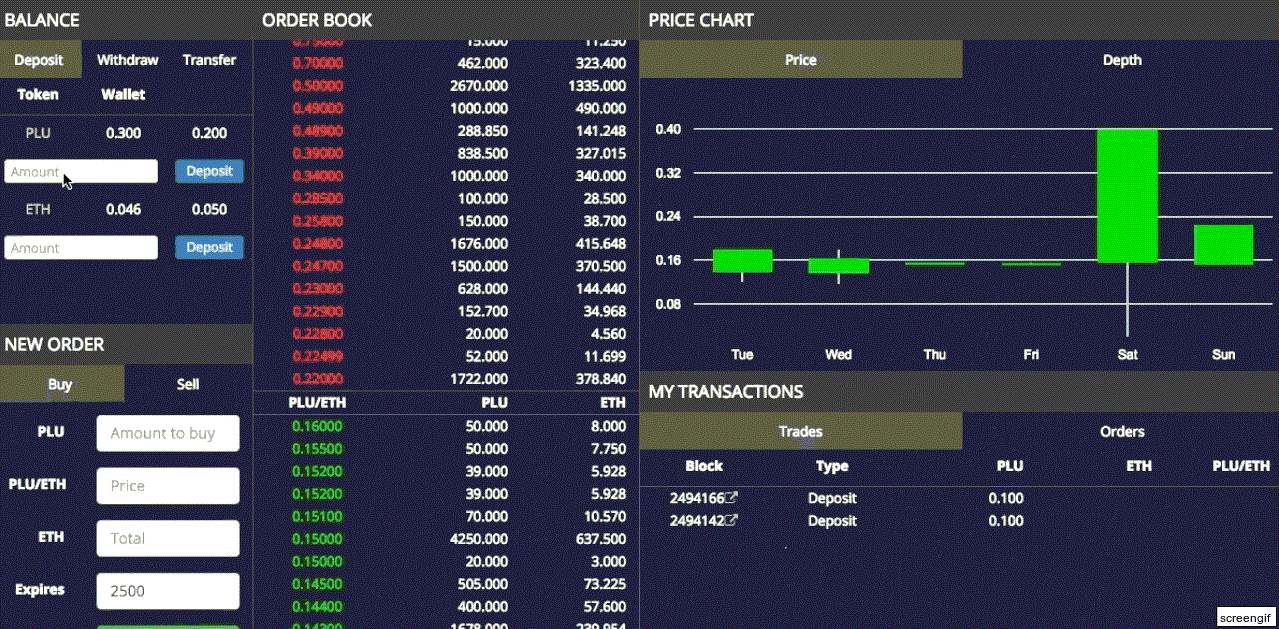 BALANCE
Deposit Withdraw Transfer
Token Wallet
PLU 0.300 0.200
Amount Deposit
ETH 0.046 0.050
Amount Deposit
NEW ORDER
Buy Sell
PLU Amount to buy
PLU/ETH Price
ETH Total
Expires 2500
ORDER BOOK
0.75000 15.000 11.250
0.70000 462.000 323.400
0.50000 2670.000 1335.000
0.49000 1000.000 490.000
0.48900 288.850 141.248
0.39000 838.500 327.015
0.34000 1000.000 340.000
0.28500 100.000 28.500
0.25800 150.000 38.700
0.24800 1676.000 415.648
0.24700 1500.000 370.500
0.23000 628.000 144.440
0.22900 152.700 34.968
0.22800 20.000 4.560
0.22499 52.000 11.699
0.22000 1722.000 378.840
PLU/ETH PLU ETH
0.16000 50.000 8.000
0.15500 50.000 7.750
0.15200 39.000 5.928
0.15200 39.000 5.928
0.15100 70.000 10.570
0.15000 4250.000 637.500
0.15000 20.000 3.000
0.14500 505.000 73.225
0.14400 400.000 57.600
0.14300 1678.000 239.954
PRICE CHART
Price Depth
0.40
0.32
0.24
0.16
0.08
Tue Wed Thu Fri Sat Sun
MY TRANSACTIONS
Trades Orders
Block Type PLU ETH PLU/ETH
2494166 Deposit 0.100
2494142 Deposit 0.100
screengif